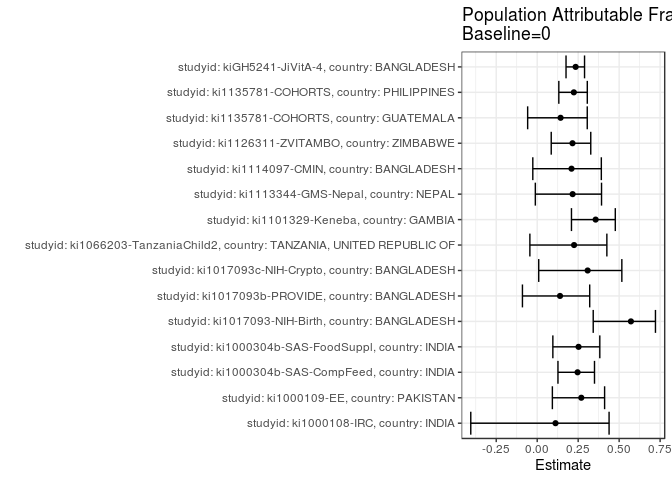 Population Attributable Fra
Baseline=0
studyid: kiGH5241-JiVitA-4, country: BANGLADESH
studyid: ki1135781-COHORTS, country: PHILIPPINES
studyid: ki1135781-COHORTS, country: GUATEMALA
studyid: ki1126311-ZVITAMBO, country: ZIMBABWE
studyid: ki1114097-CMIN, country: BANGLADESH
studyid: ki1113344-GMS-Nepal, country: NEPAL
studyid: ki1101329-Keneba, country: GAMBIA
studyid: ki1066203-TanzaniaChild2, country: TANZANIA, UNITED REPUBLIC OF
studyid: ki1017093c-NIH-Crypto, country: BANGLADESH
studyid: ki1017093b-PROVIDE, country: BANGLADESH
studyid: ki1017093-NIH-Birth, country: BANGLADESH
studyid: ki1000304b-SAS-FoodSuppl, country: INDIA
studyid: ki1000304b-SAS-CompFeed, country: INDIA
studyid: ki1000109-EE, country: PAKISTAN
studyid: ki1000108-IRC, country: INDIA
-0.25 0.00 0.25 0.50 0.75
Estimate